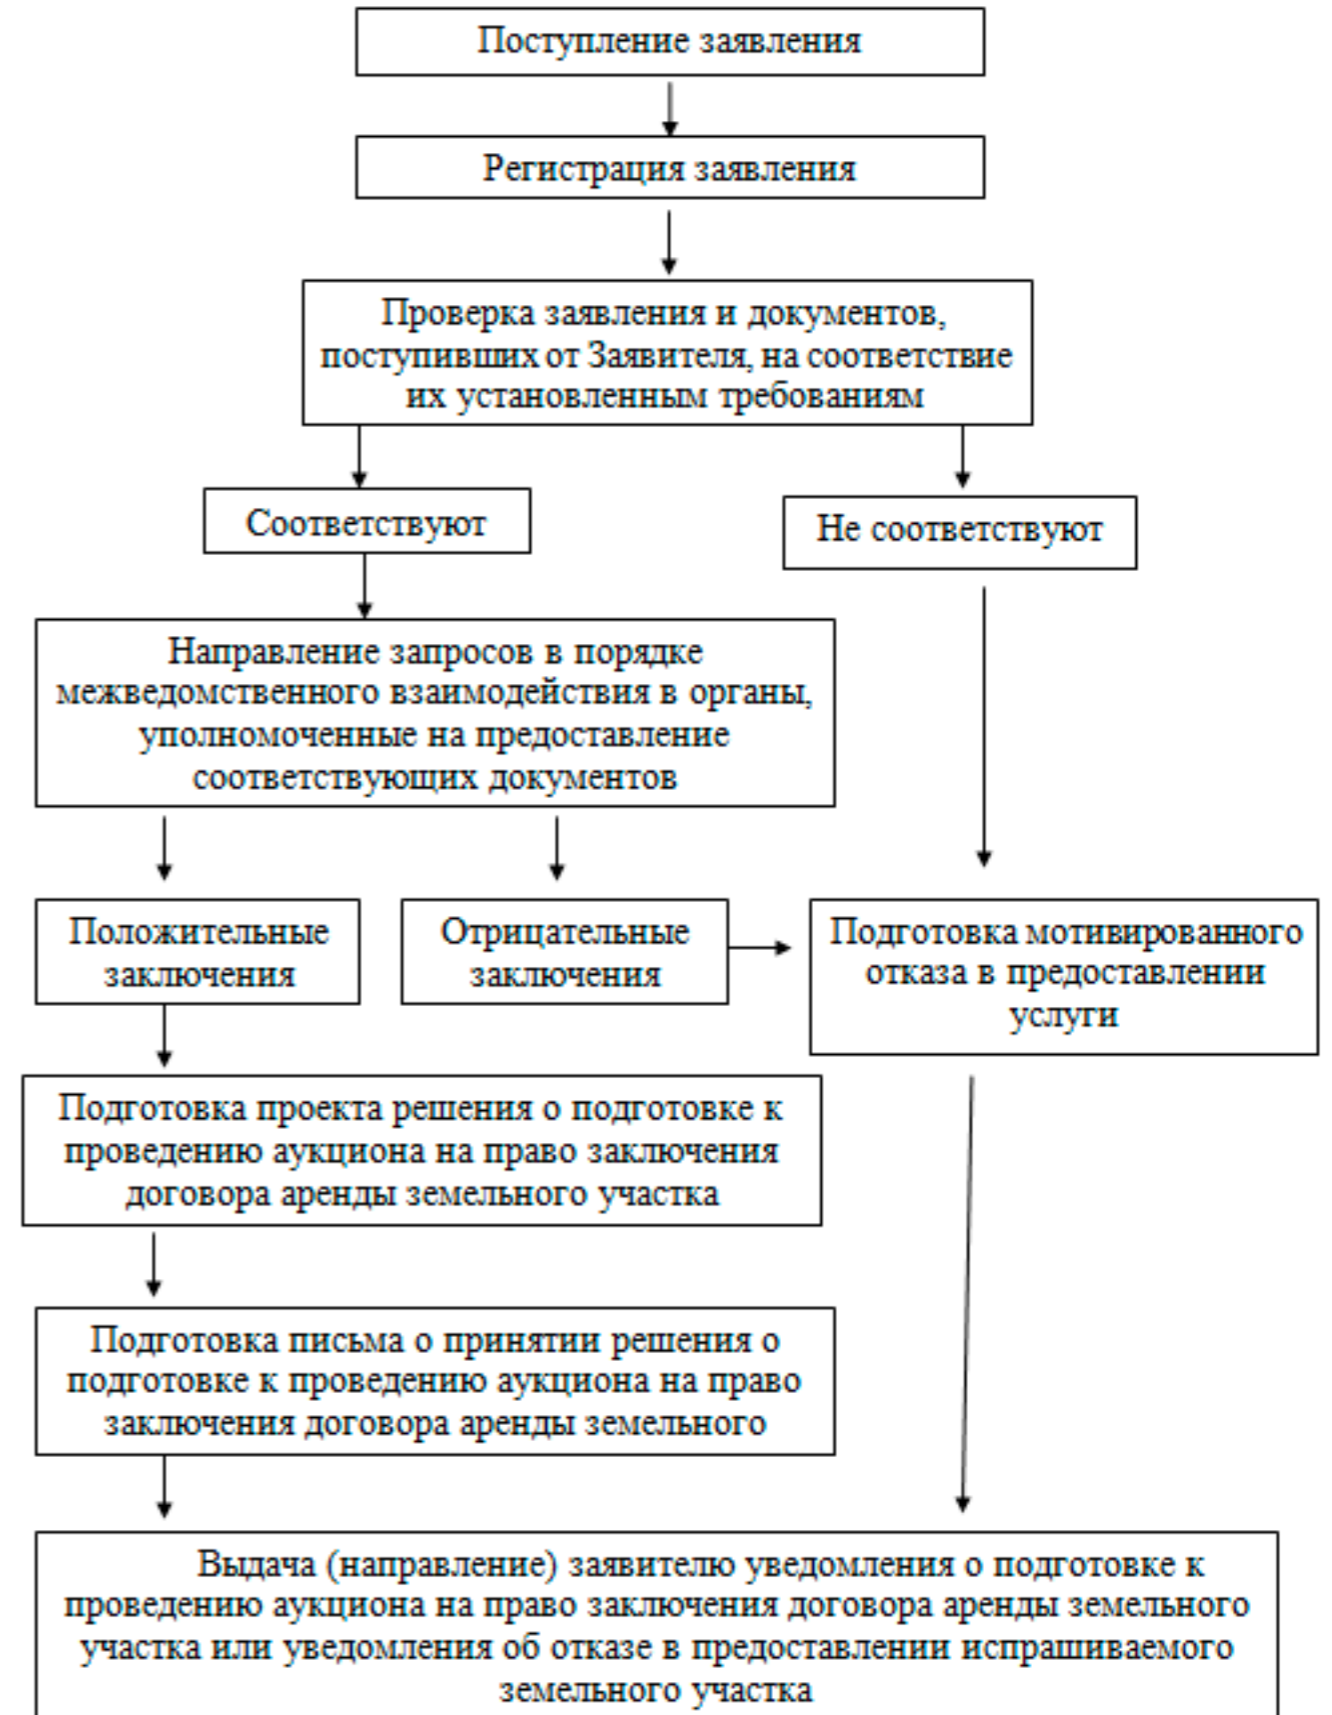 Поступление заявления
Регистрация заявления
Проверка заявления и документов,
поступивших от Заявителя, на соответствие
их установленным требованиям
Соответствуют
Не соответствуют
Направление запросов в порядке
межведомственного взаимодействия в органы,
уполномоченные на предоставление
соответствующих документов
Положительные
заключения
Отрицательные
заключения
Подготовка мотивированного
отказа в предоставлении
услуги
Подготовка проекта решения о подготовке к
проведению аукциона на право заключения
договора аренды земельного участка
Подготовка письма о принятии решения о
подготовке к проведению аукциона на право
заключения договора аренды земельного
Выдача (направление) заявителю уведомления о подготовке к
проведению аукциона на право заключения договора аренды земельного
участка или уведомления об отказе в предоставлении испрашиваемого
земельного участка